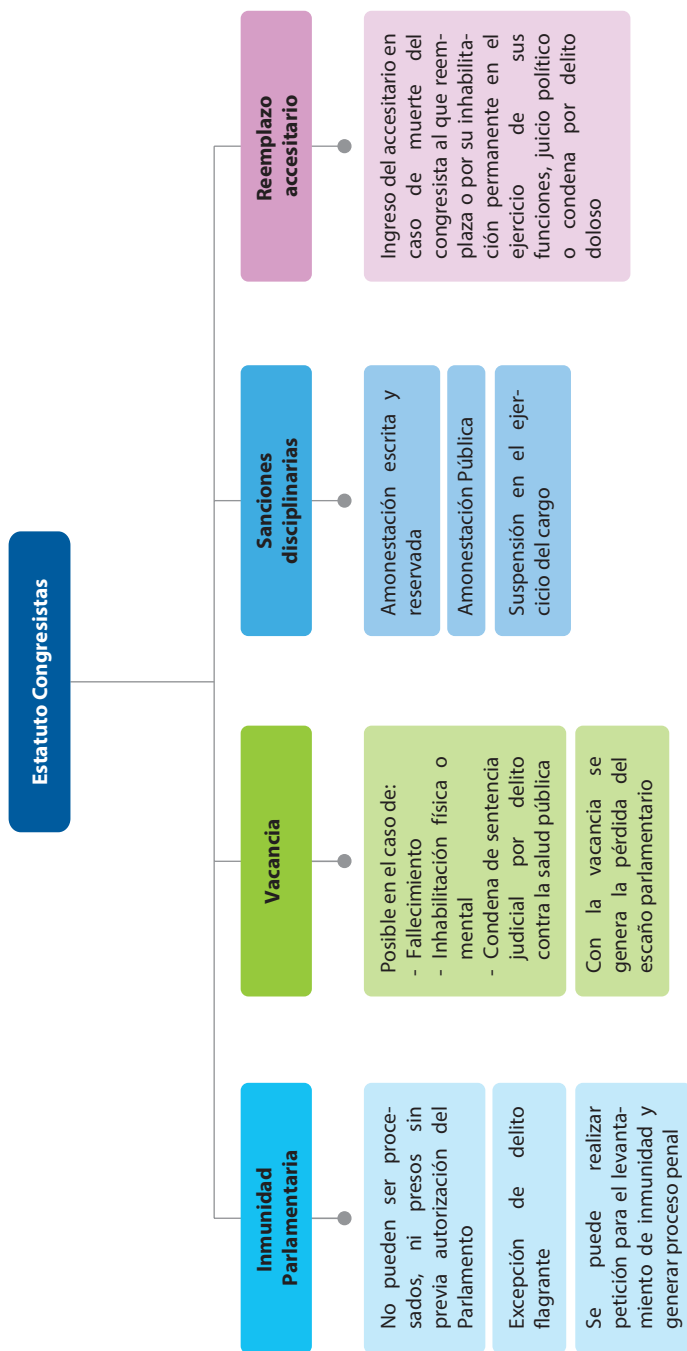 Estatuto Congresistas
Inmunidad
Parlamentaria
No pueden ser proce-
sados, ni presos sin
previa autorización del
Parlamento
Excepción de delito
flagrante
Se puede realizar
petición para el levanta-
miento de inmunidad y
generar proceso penal
Vacancia
Posible en el caso de:
- Fallecimiento
- Inhabilitación física o
mental
- Condena de sentencia
judicial por delito
contra la salud pública
Con la vacancia se
genera la pérdida del
escaño parlamentario
Sanciones
disciplinarias
Amonestación escrita y
reservada
Amonestación Pública
Suspensión en el ejer-
cicio del cargo
Reemplazo
accesitario
Ingreso del accesitario en
caso de muerte del
congresista al que reem-
plaza o por su inhabilita-
ción permanente en el
ejercicio de sus
funciones, juicio político
o condena por delito
doloso